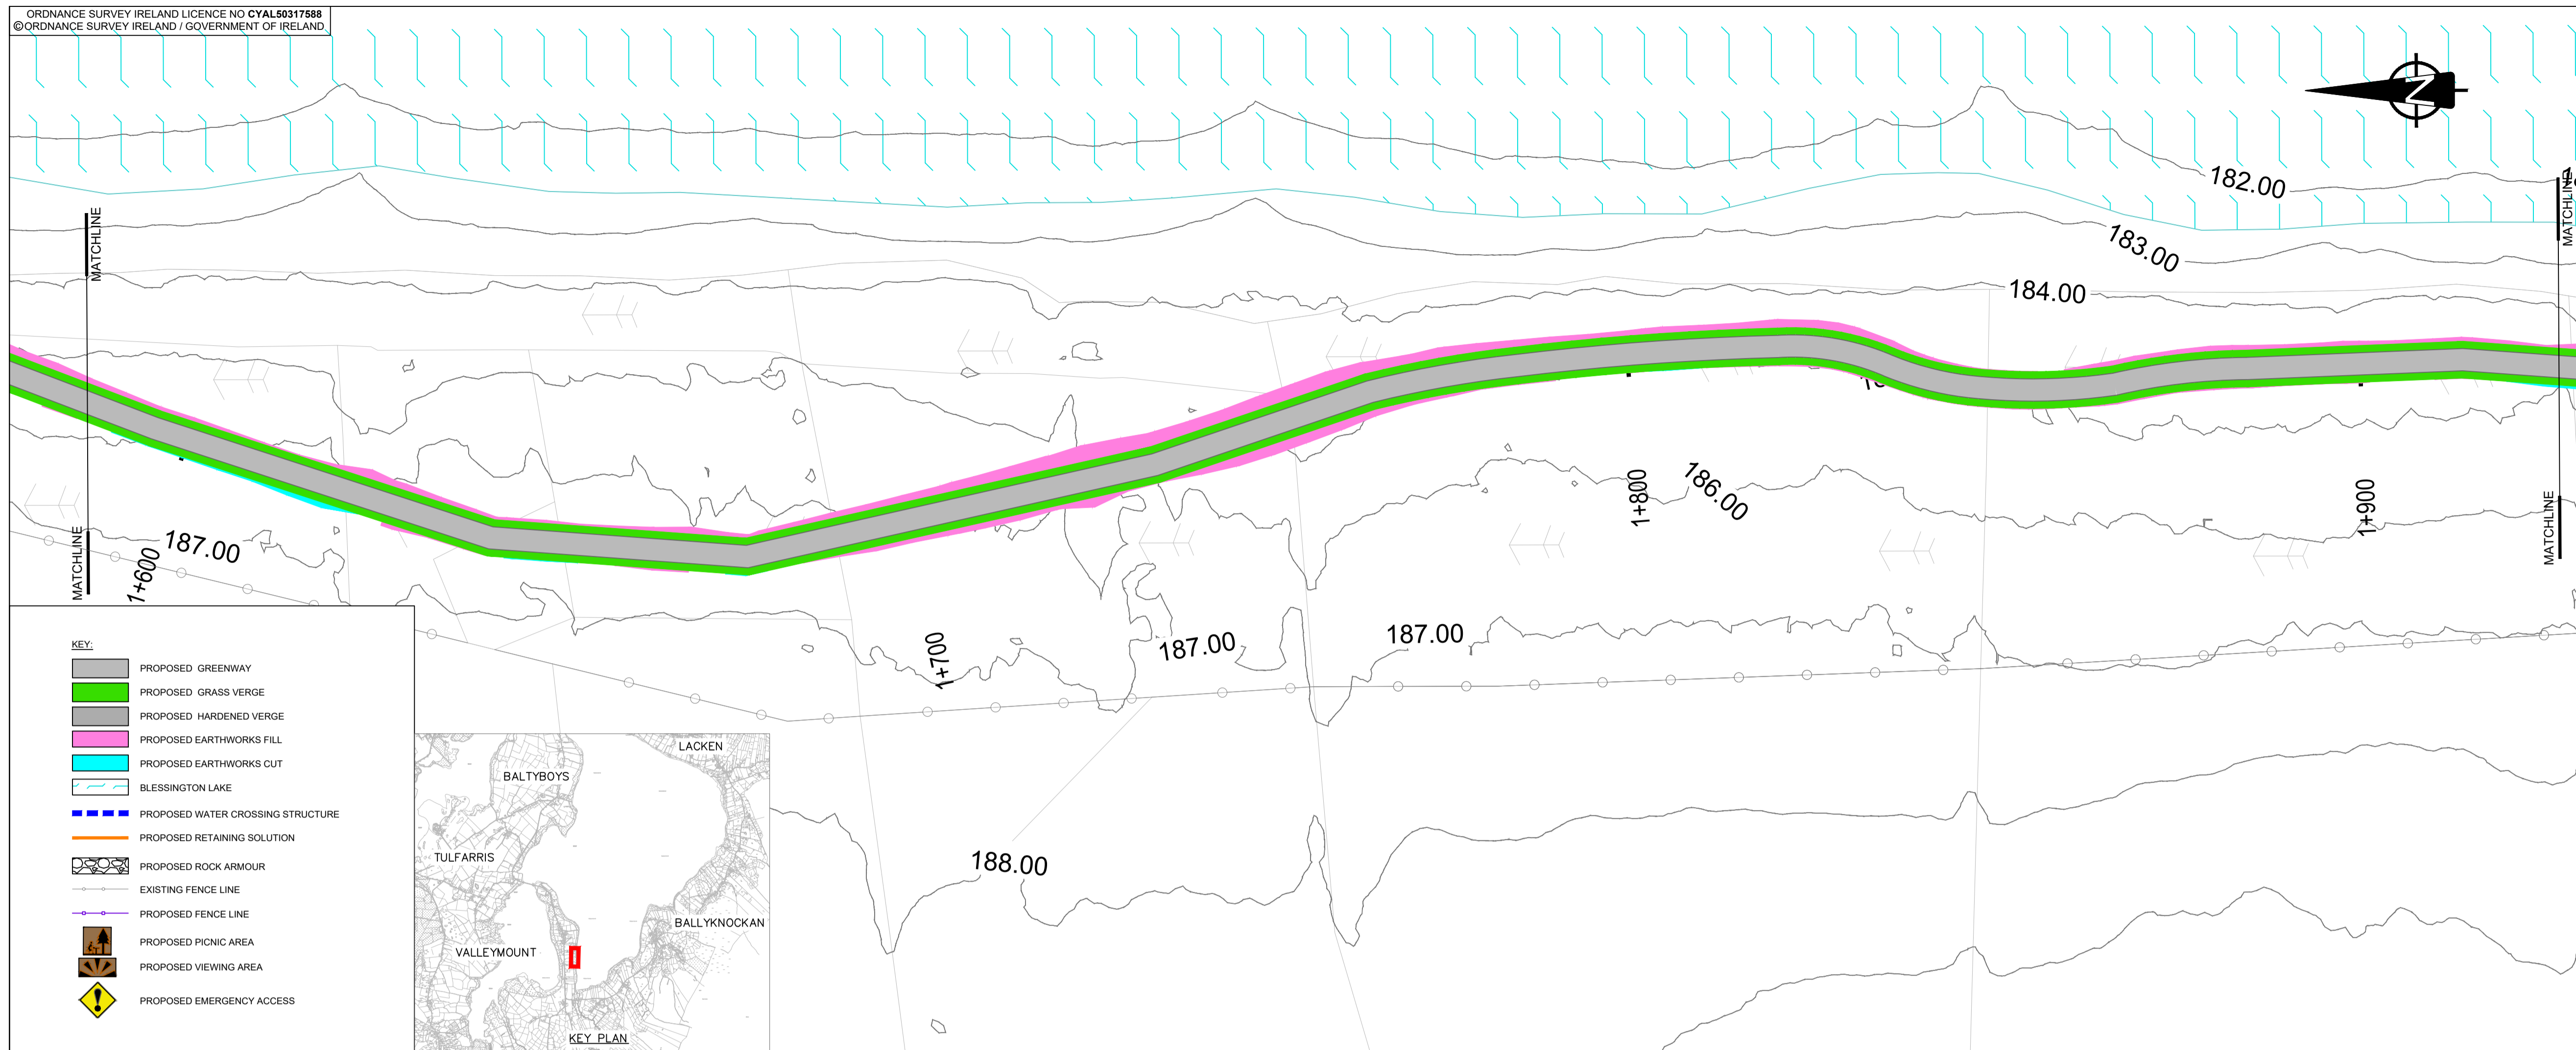 ORDNANCE SURVEY IRELAND LICENCE NO CYAL50317588
©ORDNANCE SURVEY IRELAND / GOVERNMENT OF IRELAND
N
182.00
183.00
184.00
MATCHLINE
MATCHLINE
186.00
1+800
1+900
MATCHLINE
MATCHLINE
187.00
1+600
1+700
187.00
187.00
188.00
KEY:
PROPOSED GREENWAY
PROPOSED GRASS VERGE
PROPOSED HARDENED VERGE
PROPOSED EARTHWORKS FILL
PROPOSED EARTHWORKS CUT
BLESSINGTON LAKE
PROPOSED WATER CROSSING STRUCTURE
PROPOSED RETAINING SOLUTION
PROPOSED ROCK ARMOUR
EXISTING FENCE LINE
PROPOSED FENCE LINE
PROPOSED PICNIC AREA
PROPOSED VIEWING AREA
PROPOSED EMERGENCY ACCESS
LACKEN
BALTYBOYS
TULFARRIS
BALLYKNOCKAN
VALLEYMOUNT
KEY PLAN